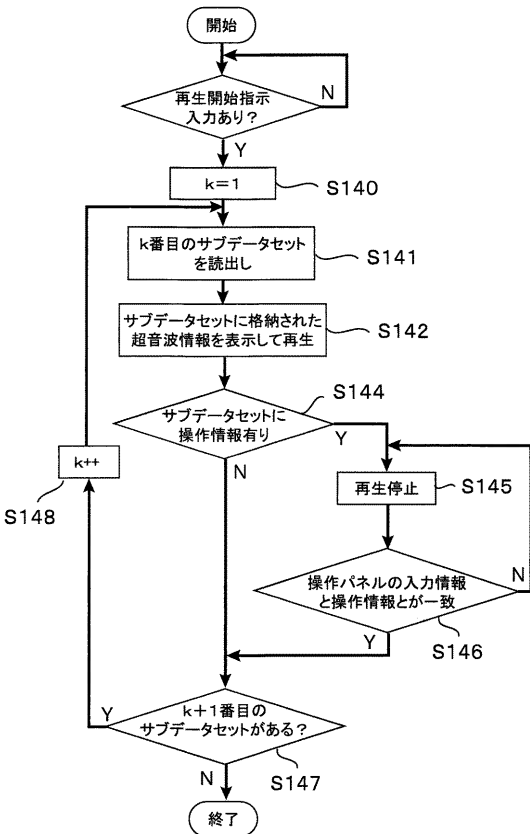 開始
再生開始指示
入力あり？
N
Y
k＝1
S140
k番目のサブデータセット
を読出し
S141
サブデータセットに格納された
超音波情報を表示して再生
S142
サブデータセットに
操作情報有り
S144
Y
N
k++
S148
再生停止
S145
操作パネルの入力情報
と操作情報とが一致
N
Y
S146
k＋1番目の
サブデータセットがある？
Y
N
S147
終了